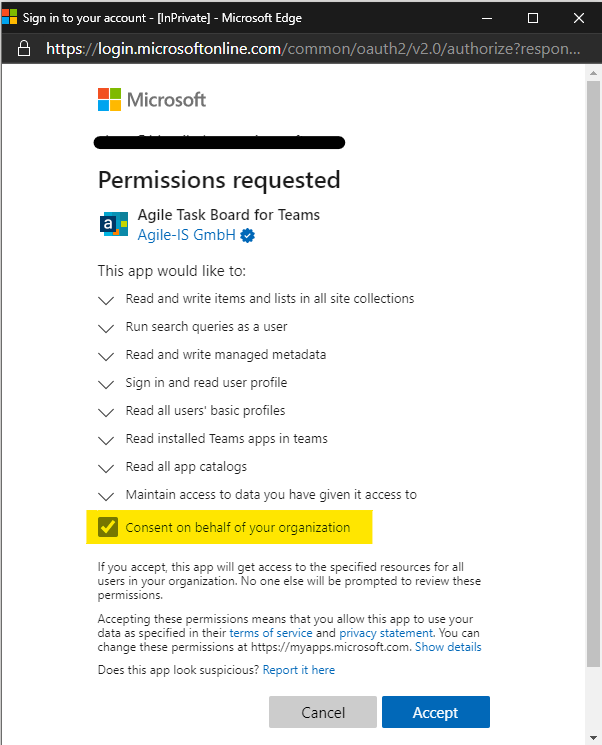 Sign in to your account - [InPrivate] - Microsoft Edge
https://login.microsoftonline.com/common/oauth2/v2.0/authorize?respon...
Microsoft
Permissions requested
a
Agile Task Board for Teams
Agile-IS GmbH
This app would like to:
Read and write items and lists in all site collections
Run search queries as a user
Read and write managed metadata
Sign in and read user profile
Read all users' basic profiles
Read installed Teams apps in teams
Read all app catalogs
Maintain access to data you have given it access to
Consent on behalf of your organization
If you accept, this app will get access to the specified resources for all
users in your organization. No one else will be prompted to review these
permissions.
Accepting these permissions means that you allow this app to use your
data as specified in their terms of service and privacy statement. You can
change these permissions at https://myapps.microsoft.com. Show details
Does this app look suspicious? Report it here
Cancel
Accept